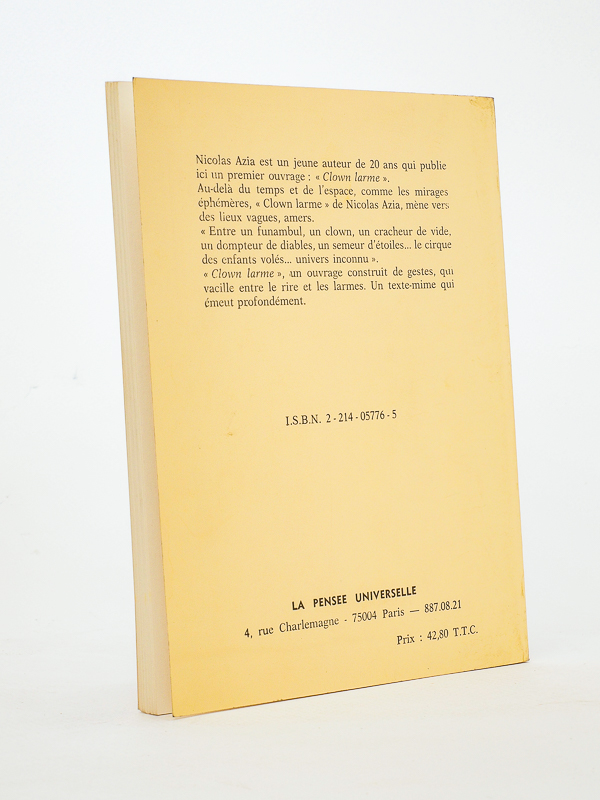 Nicolas Azia est un jeune auteur de 20 ans qui publie
ici un premier ouvrage : « Clown larme ».
Au-delà du temps et de l'espace, comme les mirages
éphémères, « Clown larme » de Nicolas Azia, mène vers
des lieux vagues, amers.
« Entre un funambul, un clown, un cracheur de vide,
un dompteur de diables, un semeur d'étoiles... le cirque
des enfants volés... univers inconnu ».
« Clown larme », un ouvrage construit de gestes, qui
vacille entre le rire et les larmes. Un texte-mime qui
émeut profondément.
I.S.B.N. 2 - 214 - 05776 - 5
LA PENSEE UNIVERSELLE
4, rue Charlemagne - 75004 Paris — 887.08.21
Prix : 42,80 T.T.C.